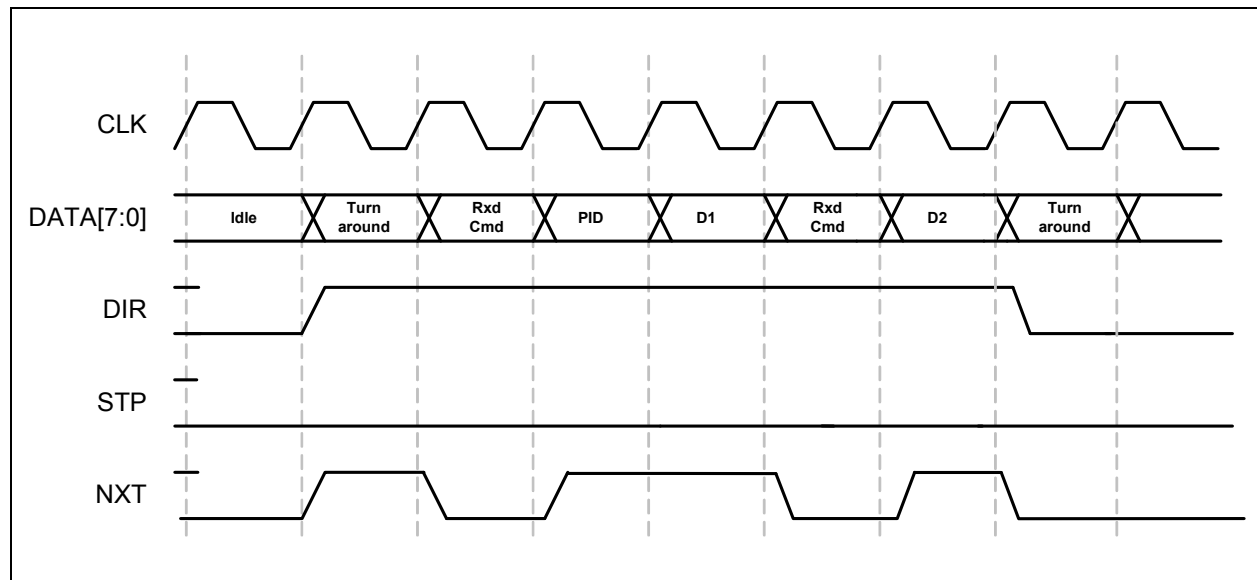 CLK
DATA[7:0]
Idle
Turn
around
Rxd
Cmd
PID
D1
Rxd
Cmd
D2
Turn
around
DIR
STP
NXT